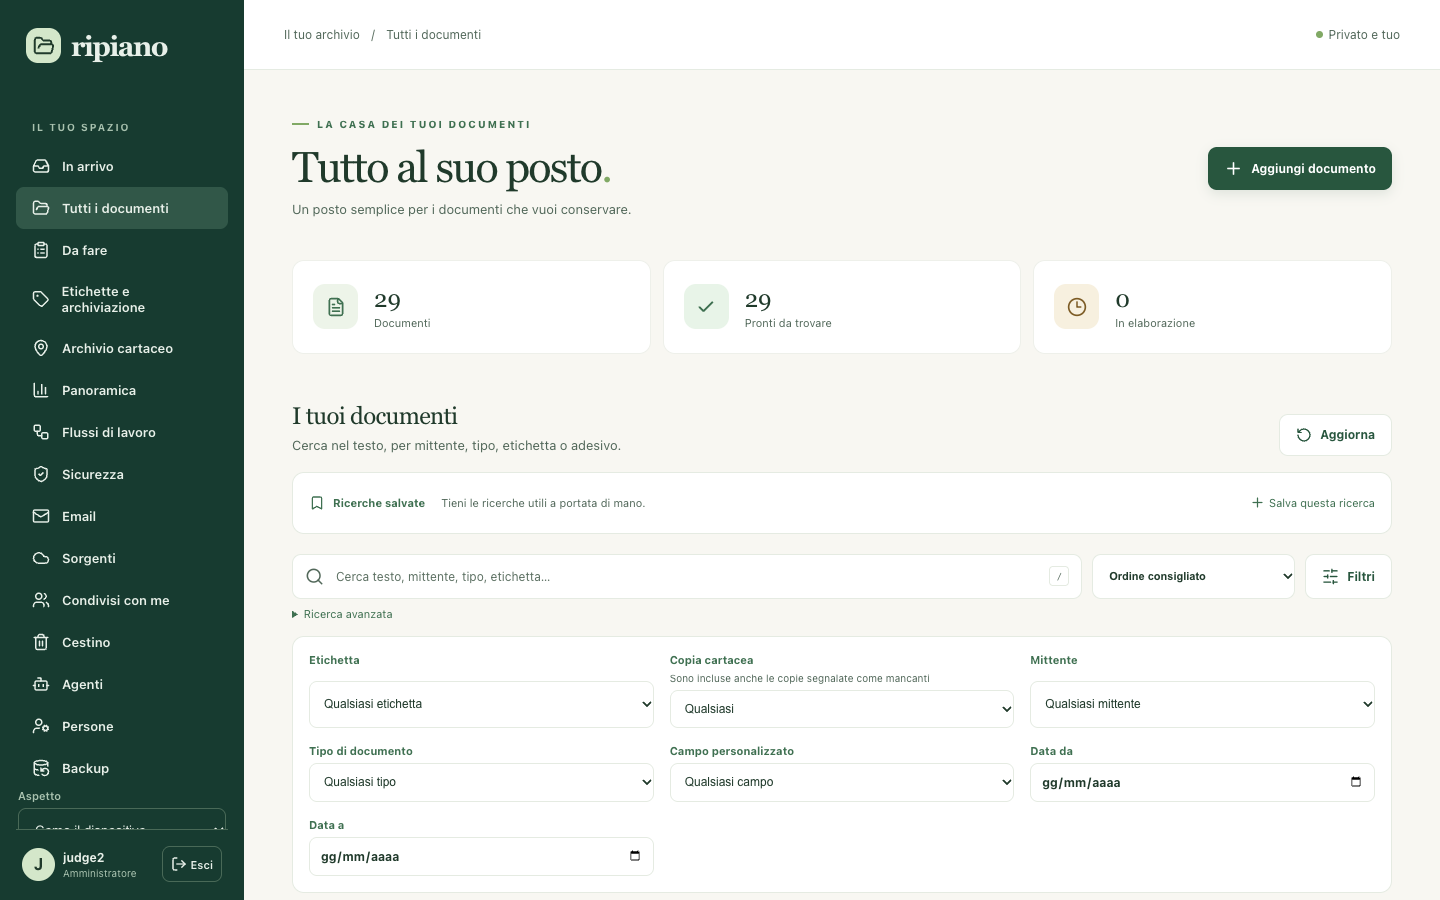 ripiano
IL TUO SPAZIO
In arrivo
Tutti i documenti
Da fare
Etichette e
archiviazione
Archivio cartaceo
Panoramica
Flussi di lavoro
Sicurezza
Email
Sorgenti
Condivisi con me
Cestino
Agenti
Persone
Backup
Aspetto
Come il dispositivo
J
judge2
Amministratore
Esci
Il tuo archivio / Tutti i documenti
Privato e tuo
LA CASA DEI TUOI DOCUMENTI
Tutto al suo posto.
Un posto semplice per i documenti che vuoi conservare.
Aggiungi documento
29
Documenti
29
Pronti da trovare
0
In elaborazione
I tuoi documenti
Cerca nel testo, per mittente, tipo, etichetta o adesivo.
Aggiorna
Ricerche salvate
Tieni le ricerche utili a portata di mano.
Salva questa ricerca
Cerca testo, mittente, tipo, etichetta...
/
Ordine consigliato
Filtri
Ricerca avanzata
Etichetta
Qualsiasi etichetta
Copia cartacea
Sono incluse anche le copie segnalate come mancanti
Qualsiasi
Mittente
Qualsiasi mittente
Tipo di documento
Qualsiasi tipo
Campo personalizzato
Qualsiasi campo
Data da
gg/mm/aaaa
Data a
gg/mm/aaaa